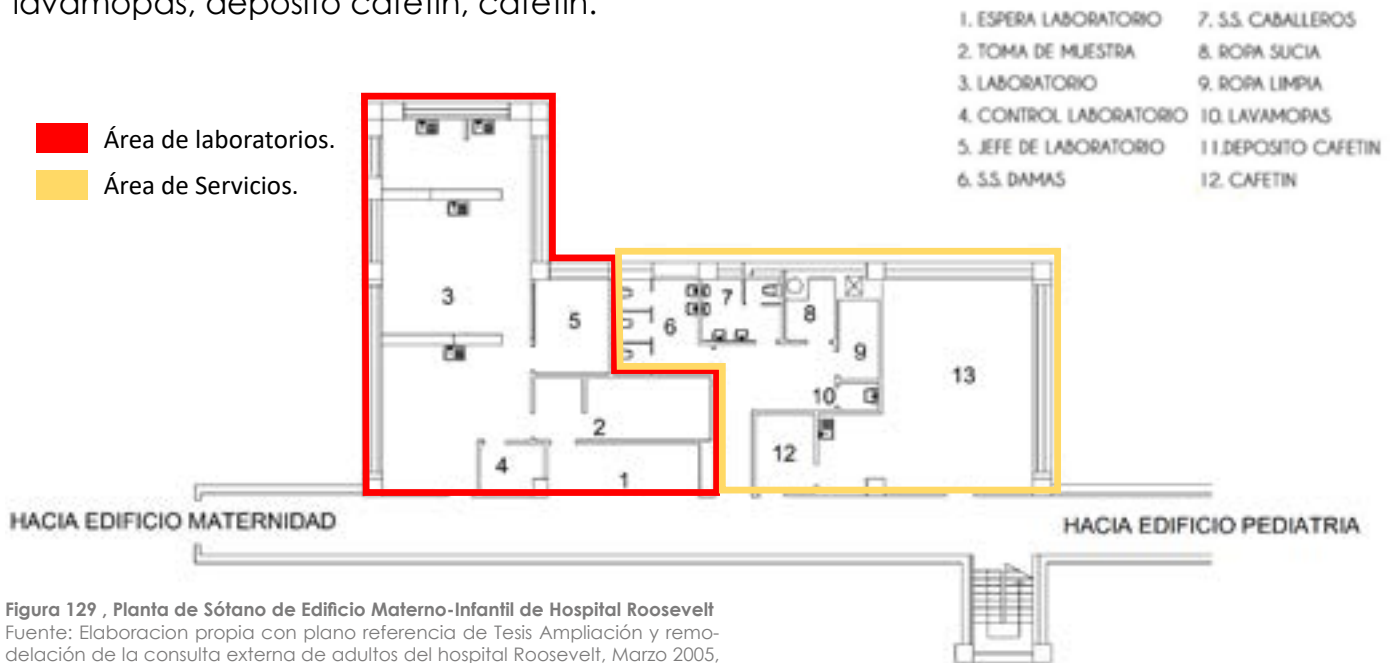 lavamopas, deposito cafetin, cafetin.
1. ESPERA LABORATORIO
2. TOMA DE MUESTRA
3. LABORATORIO
4. CONTROL LABORATORIO
5. JEFE DE LABORATORIO
6. S.S. DAMAS
7. S.S. CABALLEROS
8. ROPA SUCIA
9. ROPA LIMPIA
10. LAVAMOPAS
11.DEPOSITO CAFETIN
12. CAFETIN
Área de laboratorios.
Área de Servicios.
3
5
6
7
8
9
10
13
2
4
1
12
HACIA EDIFICIO MATERNIDAD
HACIA EDIFICIO PEDIATRIA
Figura 129 , Planta de Sótano de Edificio Materno-Infantil de Hospital Roosevelt
Fuente: Elaboracion propia con plano referencia de Tesis Ampliación y remo-
delación de la consulta externa de adultos del hospital Roosevelt, Marzo 2005,